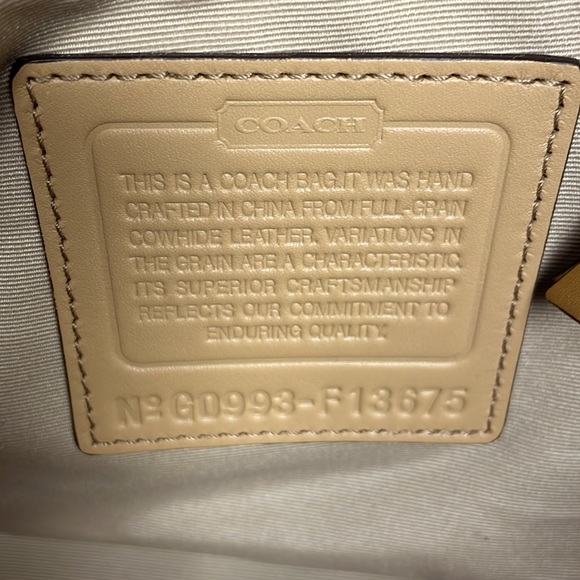 COACH
THIS IS A COACH BAG.IT WAS HAND
CRAFTED IN CHINA FROM FULL-GRAIN
COWHIDE LEATHER. VARIATIONS IN
THE GRAIN ARE A CHARACTERISTIC.
ITS SUPERIOR CRAFTSMANSHIP
REFLECTS OUR COMMITMENT TO
ENDURING QUALITY.
Nº G0993-F13675